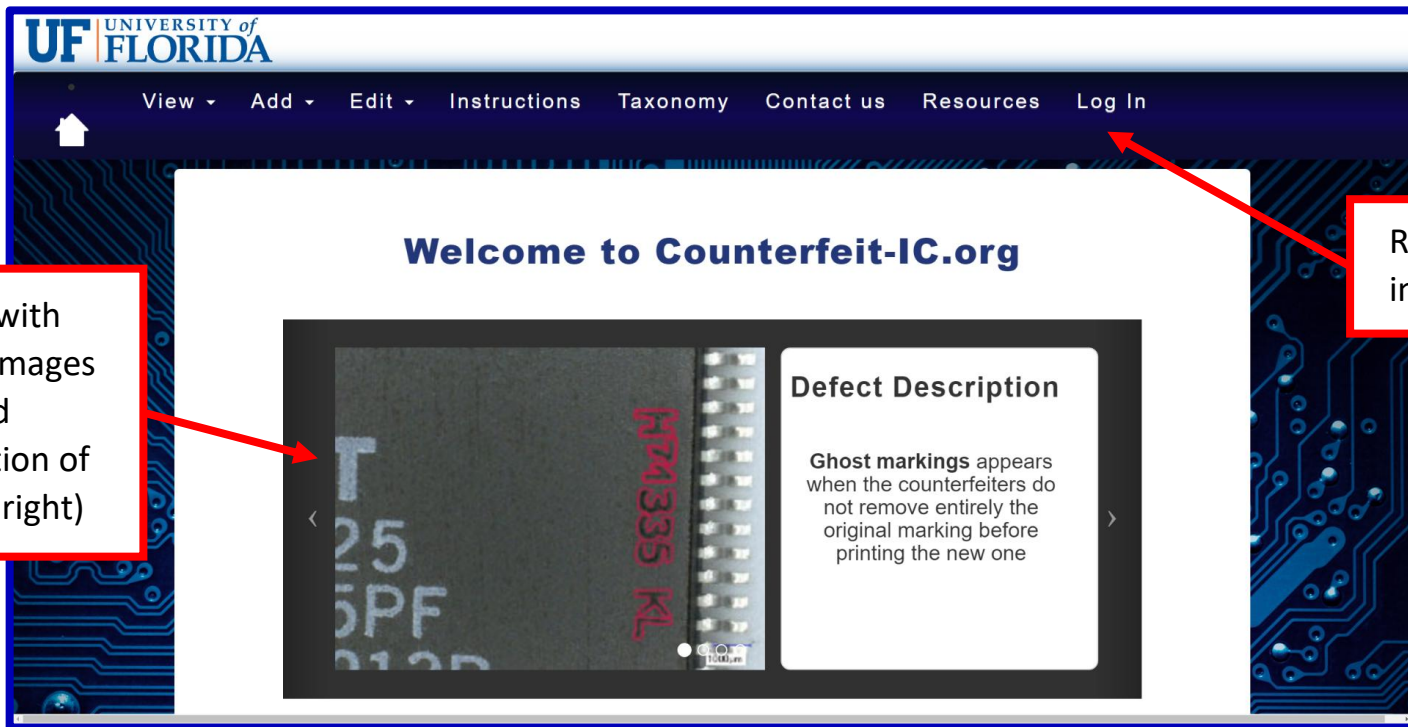 UF UNIVERSITY of
FLORIDA
View Add Edit Instructions Taxonomy Contact us Resources Log In
Welcome to Counterfeit-IC.org
with
mages
tion of
right)
Defect Description
Ghost markings appears
when the counterfeiters do
not remove entirely the
original marking before
printing the new one
T
25
5PF
M74335 KL
1000µm